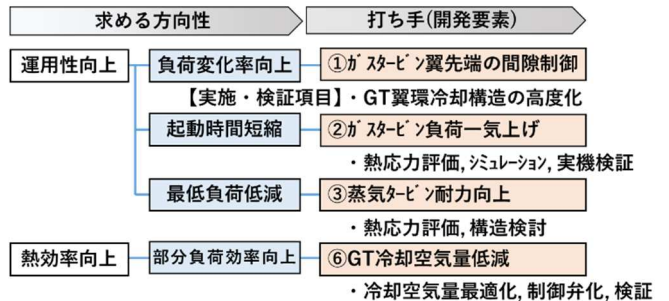 求める方向性 打ち手(開発要素)
運用性向上 負荷変化率向上 ①ｶﾞｽﾀｰﾋﾞﾝ翼先端の間隙制御
【実施・検証項目】・GT翼環冷却構造の高度化
起動時間短縮 ②ｶﾞｽﾀｰﾋﾞﾝ負荷一気上げ
・熱応力評価,ｼﾐｭﾚｰｼｮﾝ,実機検証
最低負荷低減 ③蒸気ﾀｰﾋﾞﾝ耐力向上
・熱応力評価,構造検討
熱効率向上 部分負荷効率向上 ⑥GT冷却空気量低減
・冷却空気量最適化,制御弁化,検証